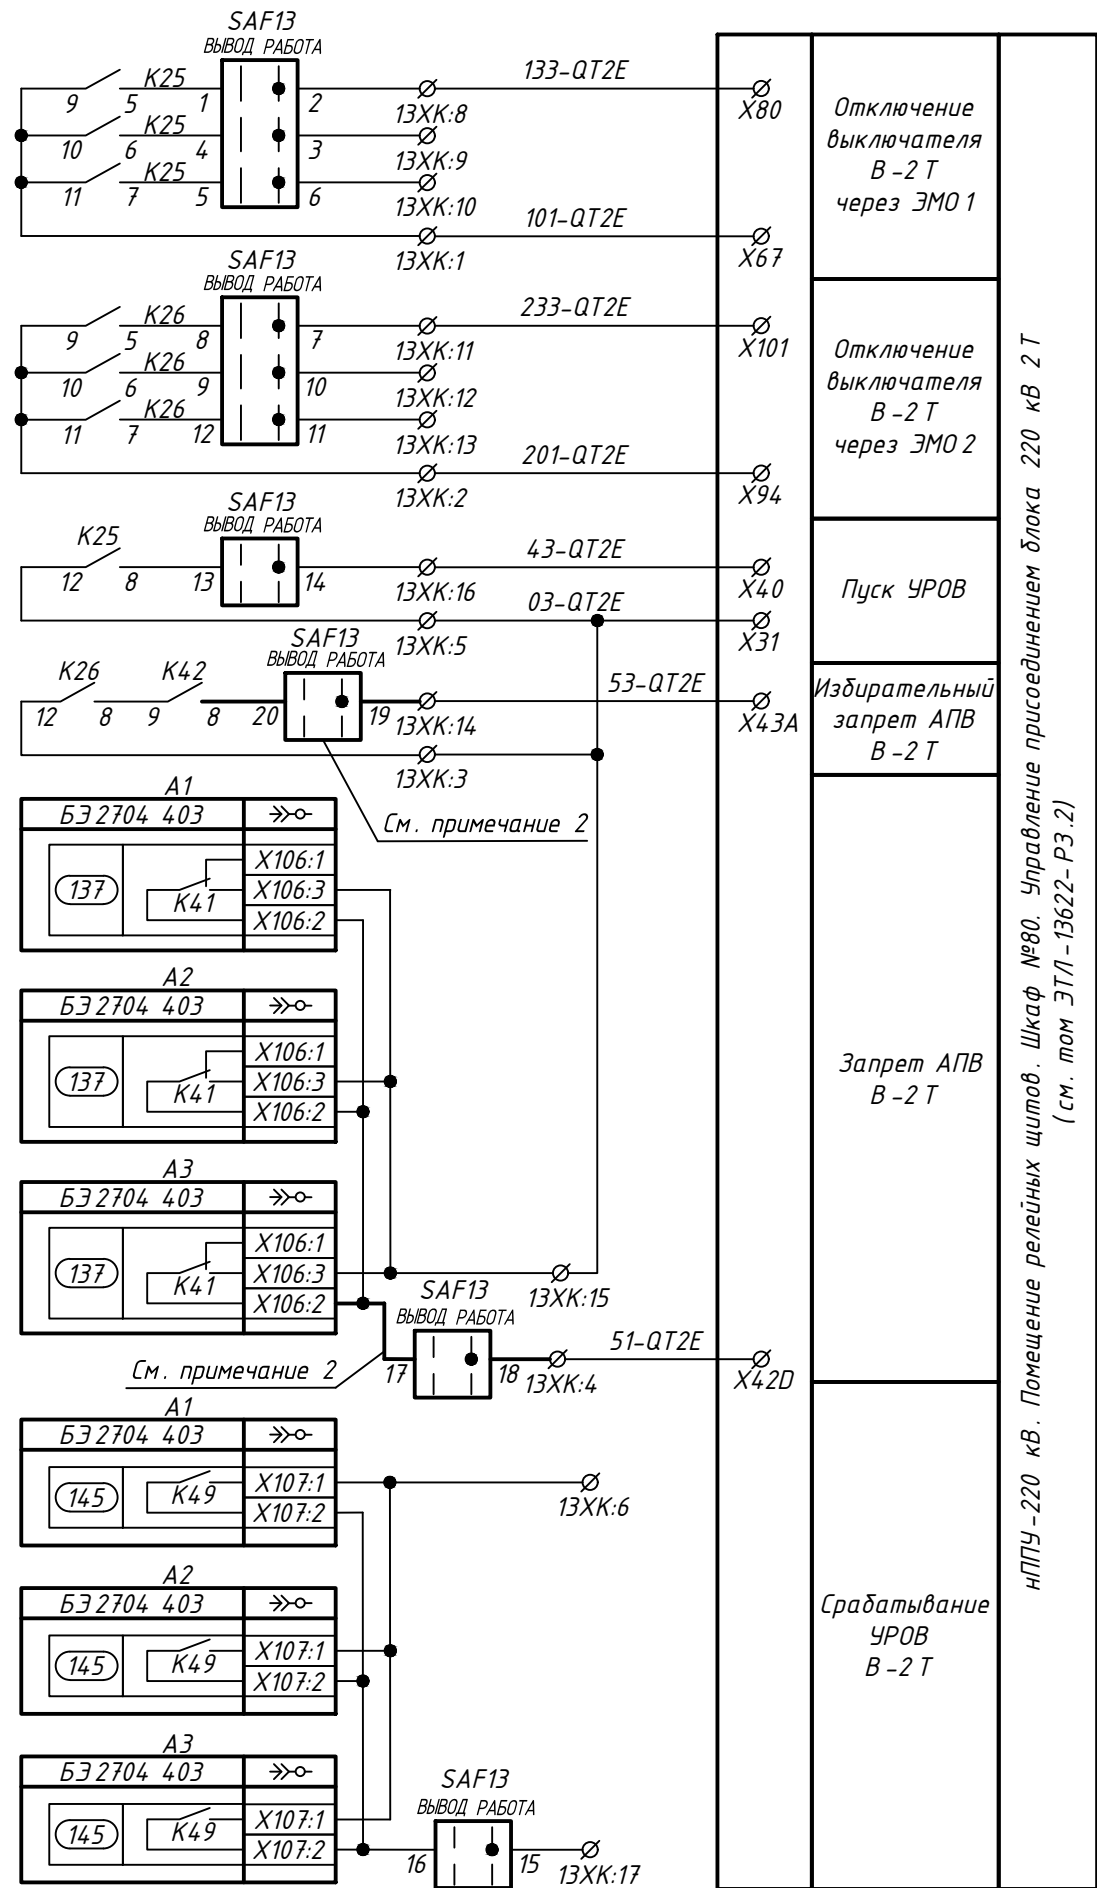 SAF13
ВЫВОД РАБОТА
9 5 K25 1 2 13XK:8 133-QT2E X80
10 6 K25 4 3 13XK:9
11 7 K25 5 6 13XK:10
13XK:1 101-QT2E X67
Отключение
выключателя
В-2Т
через ЭМО1
SAF13
ВЫВОД РАБОТА
9 5 K26 8 7 13XK:11 233-QT2E X101
10 6 K26 9 10 13XK:12
11 7 K26 12 11 13XK:13
13XK:2 201-QT2E X94
Отключение
выключателя
В-2Т
через ЭМО2
SAF13
ВЫВОД РАБОТА
K25
12 8 13 14 13XK:16 43-QT2E X40
13XK:5 03-QT2E X31
Пуск УРОВ
SAF13
ВЫВОД РАБОТА
K26 K42
12 8 9 8 20 19 13XK:14 53-QT2E X43A
13XK:3
Избирательный
запрет АПВ
В-2Т
См. примечание 2
A1
БЭ2704 403
137 K41
X106:1
X106:3
X106:2
A2
БЭ2704 403
137 K41
X106:1
X106:3
X106:2
A3
БЭ2704 403
137 K41
X106:1
X106:3
X106:2
13XK:15
SAF13
ВЫВОД РАБОТА
17 18 13XK:4 51-QT2E X42D
См. примечание 2
Запрет АПВ
В-2Т
A1
БЭ2704 403
145 K49
X107:1
X107:2
13XK:6
A2
БЭ2704 403
145 K49
X107:1
X107:2
A3
БЭ2704 403
145 K49
X107:1
X107:2
SAF13
ВЫВОД РАБОТА
16 15 13XK:17
Срабатывание
УРОВ
В-2Т
нППУ-220 кВ. Помещение релейных щитов. Шкаф №80. Управление присоединением блока 220 кВ 2Т
(см. том ЭТЛ-13622-РЗ.2)